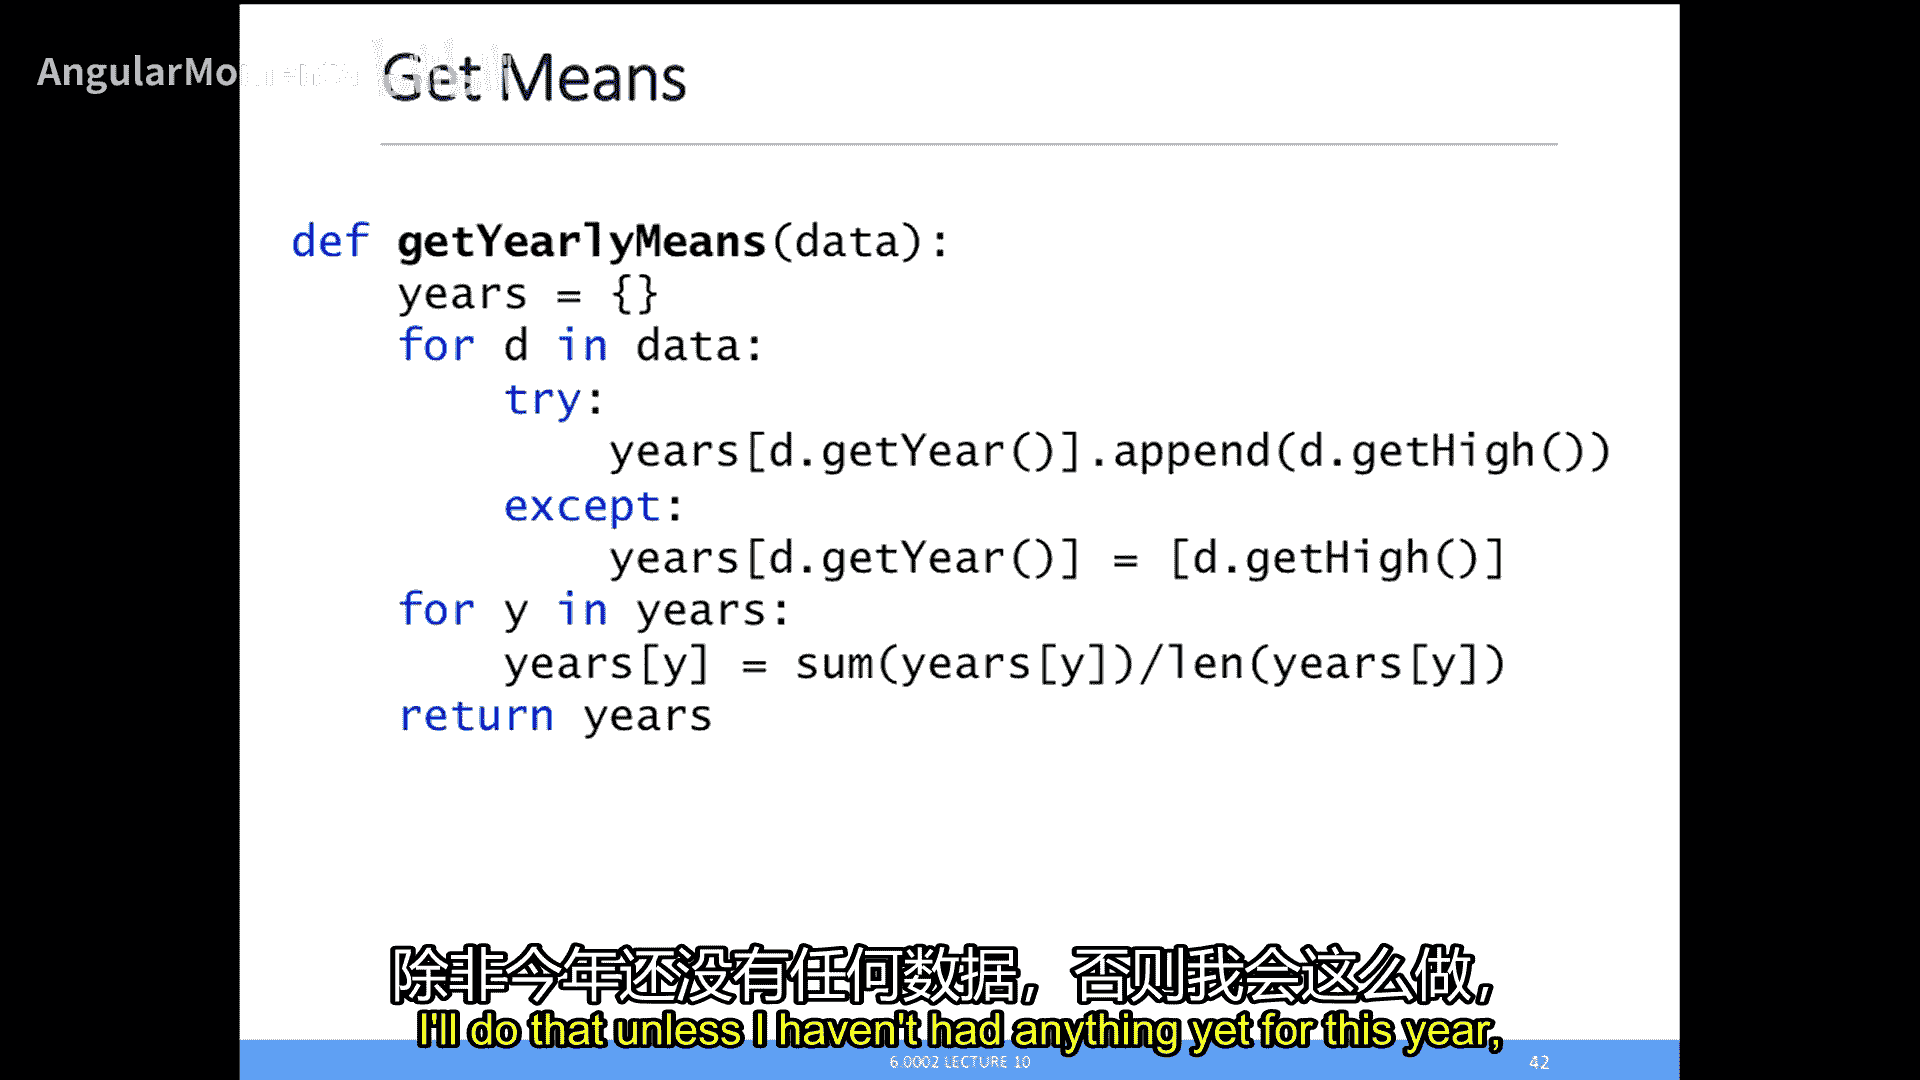 Get Means
def getYearlyMeans(data):
    years = {}
    for d in data:
        try:
            years[d.getYear()].append(d.getHigh())
        except:
            years[d.getYear()] = [d.getHigh()]
    for y in years:
        years[y] = sum(years[y])/len(years[y])
    return years
除非今年还没有任何数据，否则我会这么做，
I'll do that unless I haven't had anything yet for this year,
6.0002 LECTURE 10
42